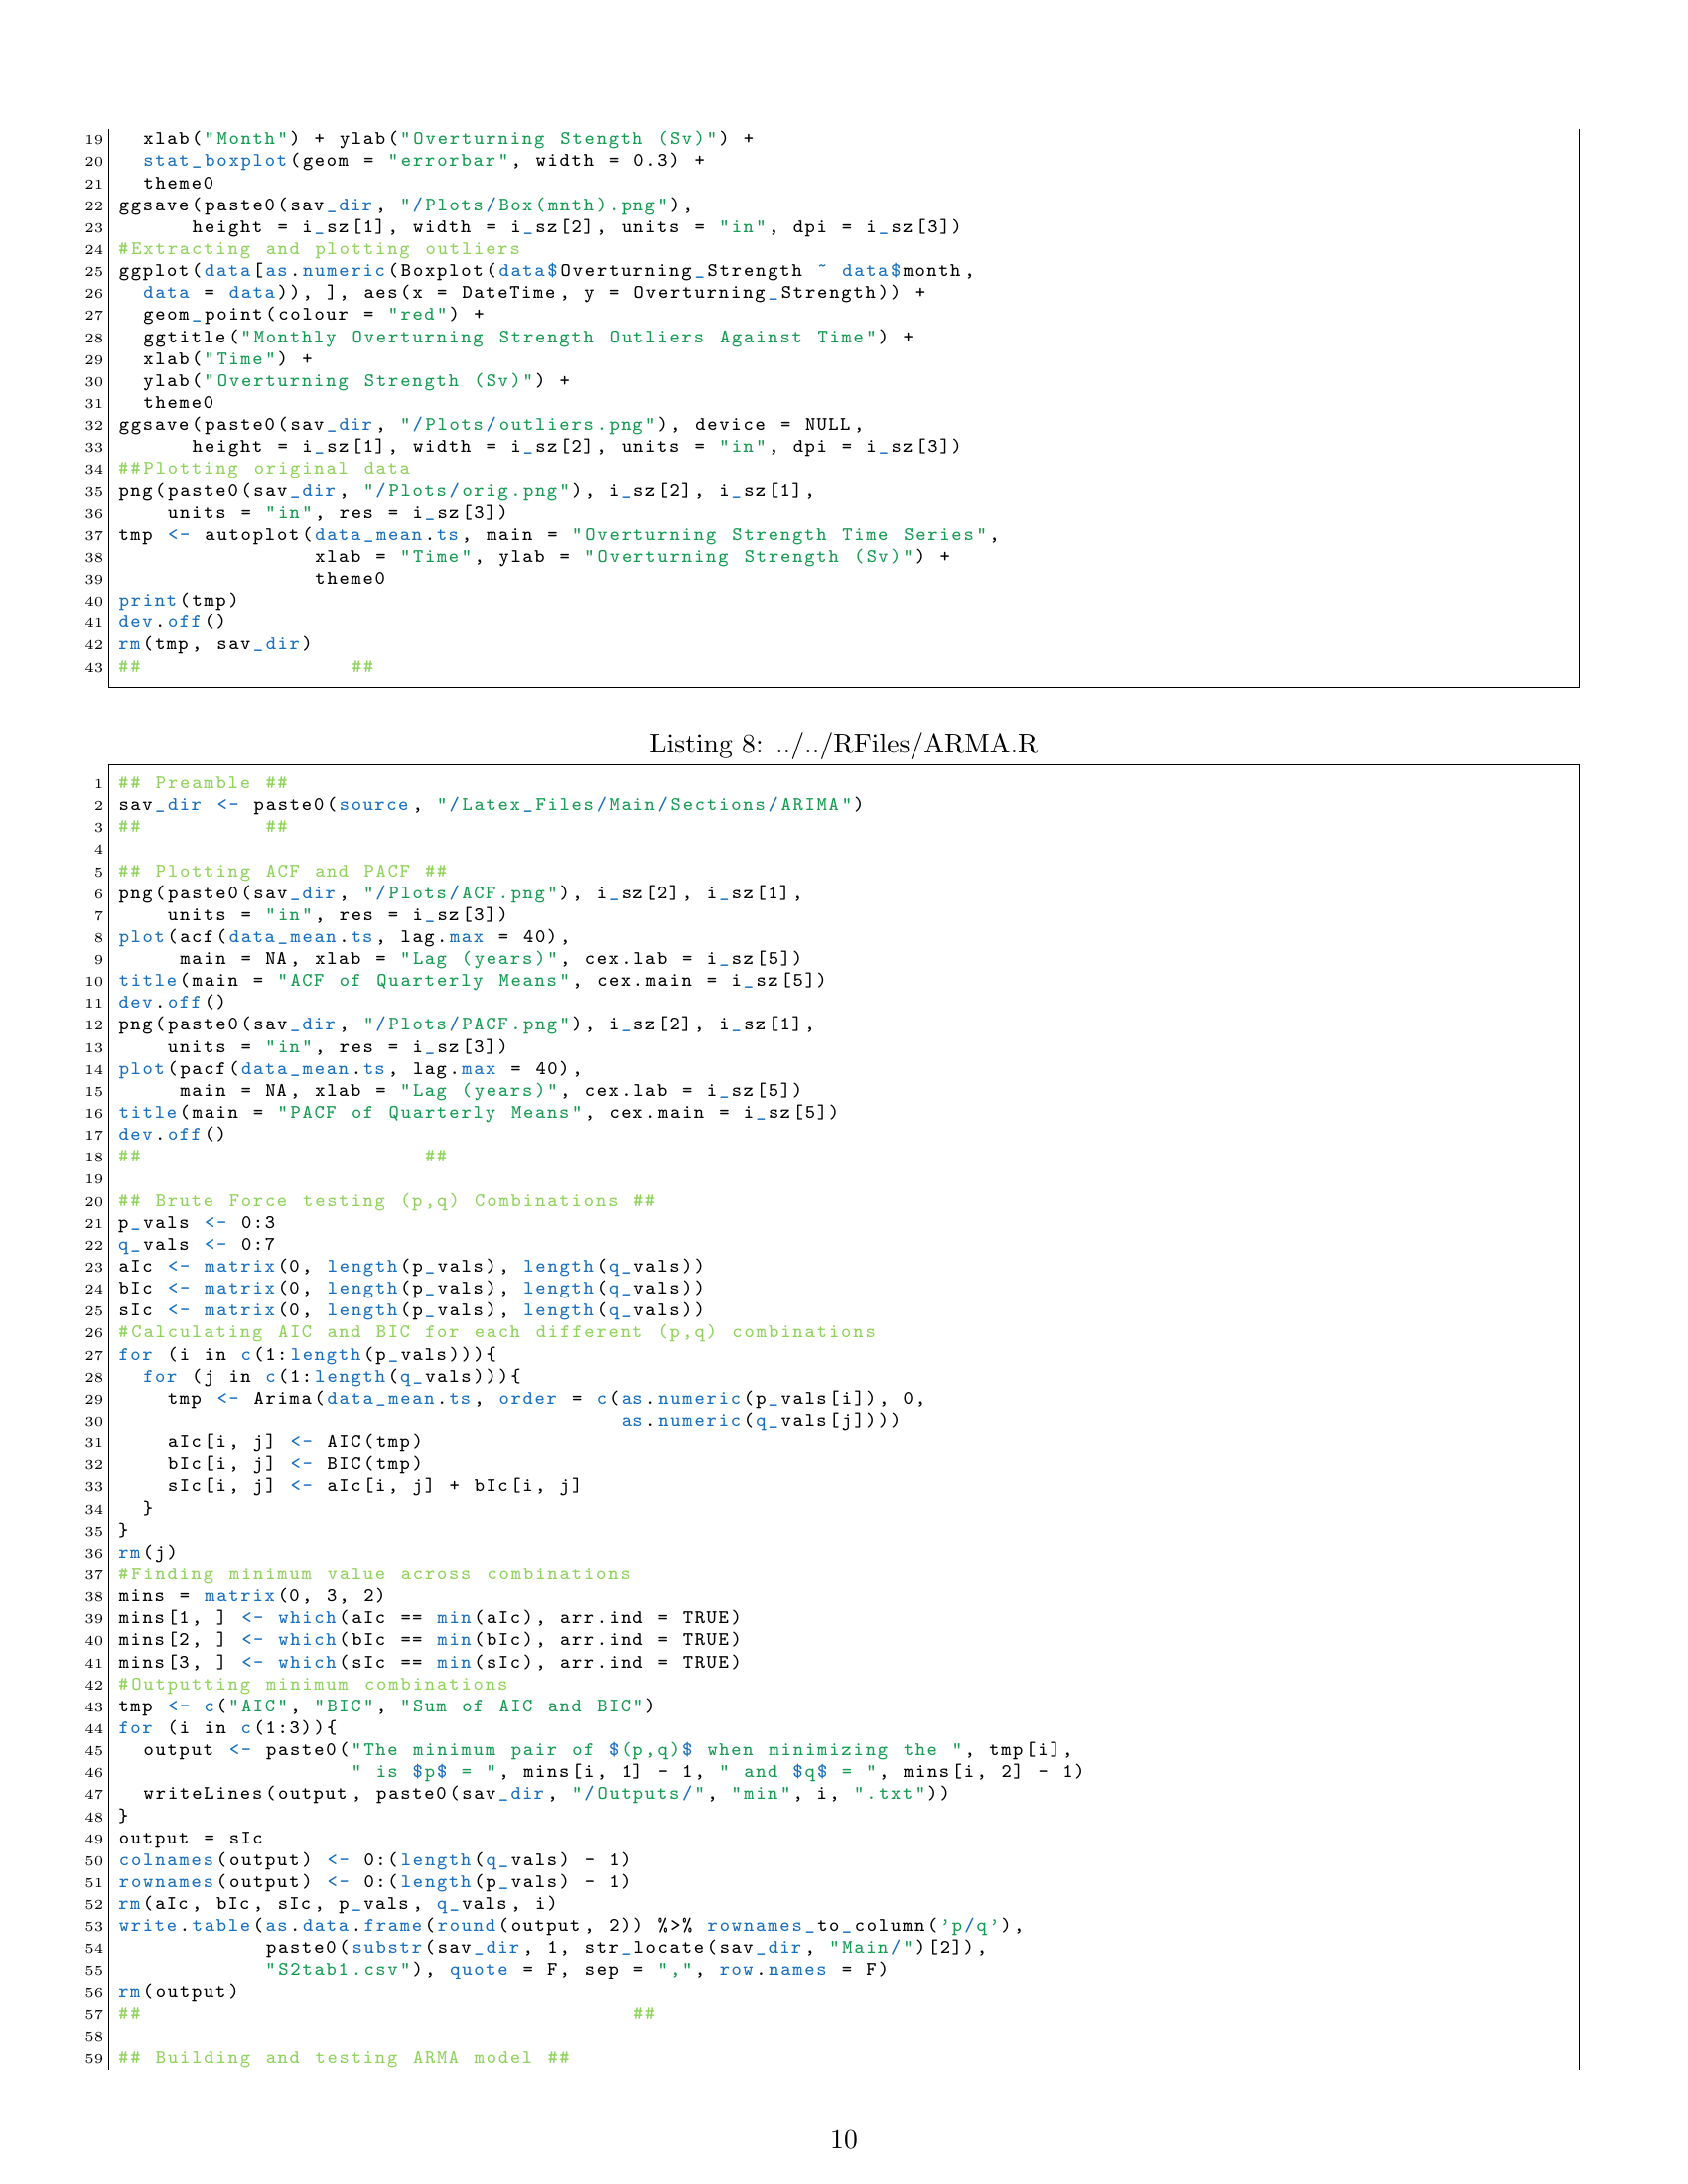 19   xlab("Month") + ylab("Overturning Stength (Sv)") +
20   stat_boxplot(geom = "errorbar", width = 0.3) +
21   theme0
22 ggsave(paste0(sav_dir, "/Plots/Box(mnth).png"),
23       height = i_sz[1], width = i_sz[2], units = "in", dpi = i_sz[3])
24 #Extracting and plotting outliers
25 ggplot(data[as.numeric(Boxplot(data$Overturning_Strength ~ data$month,
26   data = data)), ], aes(x = DateTime, y = Overturning_Strength)) +
27   geom_point(colour = "red") +
28   ggtitle("Monthly Overturning Strength Outliers Against Time") +
29   xlab("Time") +
30   ylab("Overturning Strength (Sv)") +
31   theme0
32 ggsave(paste0(sav_dir, "/Plots/outliers.png"), device = NULL,
33       height = i_sz[1], width = i_sz[2], units = "in", dpi = i_sz[3])
34 ##Plotting original data
35 png(paste0(sav_dir, "/Plots/orig.png"), i_sz[2], i_sz[1],
36     units = "in", res = i_sz[3])
37 tmp <- autoplot(data_mean.ts, main = "Overturning Strength Time Series",
38                 xlab = "Time", ylab = "Overturning Strength (Sv)") +
39                 theme0
40 print(tmp)
41 dev.off()
42 rm(tmp, sav_dir)
43 ##                 ##
Listing 8: ../../RFiles/ARMA.R
1 ## Preamble ##
2 sav_dir <- paste0(source, "/Latex_Files/Main/Sections/ARIMA")
3 ##          ##
4
5 ## Plotting ACF and PACF ##
6 png(paste0(sav_dir, "/Plots/ACF.png"), i_sz[2], i_sz[1],
7     units = "in", res = i_sz[3])
8 plot(acf(data_mean.ts, lag.max = 40),
9      main = NA, xlab = "Lag (years)", cex.lab = i_sz[5])
10 title(main = "ACF of Quarterly Means", cex.main = i_sz[5])
11 dev.off()
12 png(paste0(sav_dir, "/Plots/PACF.png"), i_sz[2], i_sz[1],
13     units = "in", res = i_sz[3])
14 plot(pacf(data_mean.ts, lag.max = 40),
15      main = NA, xlab = "Lag (years)", cex.lab = i_sz[5])
16 title(main = "PACF of Quarterly Means", cex.main = i_sz[5])
17 dev.off()
18 ##                       ##
19
20 ## Brute Force testing (p,q) Combinations ##
21 p_vals <- 0:3
22 q_vals <- 0:7
23 aIc <- matrix(0, length(p_vals), length(q_vals))
24 bIc <- matrix(0, length(p_vals), length(q_vals))
25 sIc <- matrix(0, length(p_vals), length(q_vals))
26 #Calculating AIC and BIC for each different (p,q) combinations
27 for (i in c(1:length(p_vals))){
28   for (j in c(1:length(q_vals))){
29     tmp <- Arima(data_mean.ts, order = c(as.numeric(p_vals[i]), 0,
30                                          as.numeric(q_vals[j])))
31     aIc[i, j] <- AIC(tmp)
32     bIc[i, j] <- BIC(tmp)
33     sIc[i, j] <- aIc[i, j] + bIc[i, j]
34   }
35 }
36 rm(j)
37 #Finding minimum value across combinations
38 mins = matrix(0, 3, 2)
39 mins[1, ] <- which(aIc == min(aIc), arr.ind = TRUE)
40 mins[2, ] <- which(bIc == min(bIc), arr.ind = TRUE)
41 mins[3, ] <- which(sIc == min(sIc), arr.ind = TRUE)
42 #Outputting minimum combinations
43 tmp <- c("AIC", "BIC", "Sum of AIC and BIC")
44 for (i in c(1:3)){
45   output <- paste0("The minimum pair of $(p,q)$ when minimizing the ", tmp[i],
46                    " is $p$ = ", mins[i, 1] - 1, " and $q$ = ", mins[i, 2] - 1)
47   writeLines(output, paste0(sav_dir, "/Outputs/", "min", i, ".txt"))
48 }
49 output = sIc
50 colnames(output) <- 0:(length(q_vals) - 1)
51 rownames(output) <- 0:(length(p_vals) - 1)
52 rm(aIc, bIc, sIc, p_vals, q_vals, i)
53 write.table(as.data.frame(round(output, 2)) %>% rownames_to_column('p/q'),
54             paste0(substr(sav_dir, 1, str_locate(sav_dir, "Main/")[2]),
55             "S2tab1.csv"), quote = F, sep = ",", row.names = F)
56 rm(output)
57 ##                                        ##
58
59 ## Building and testing ARMA model ##
10